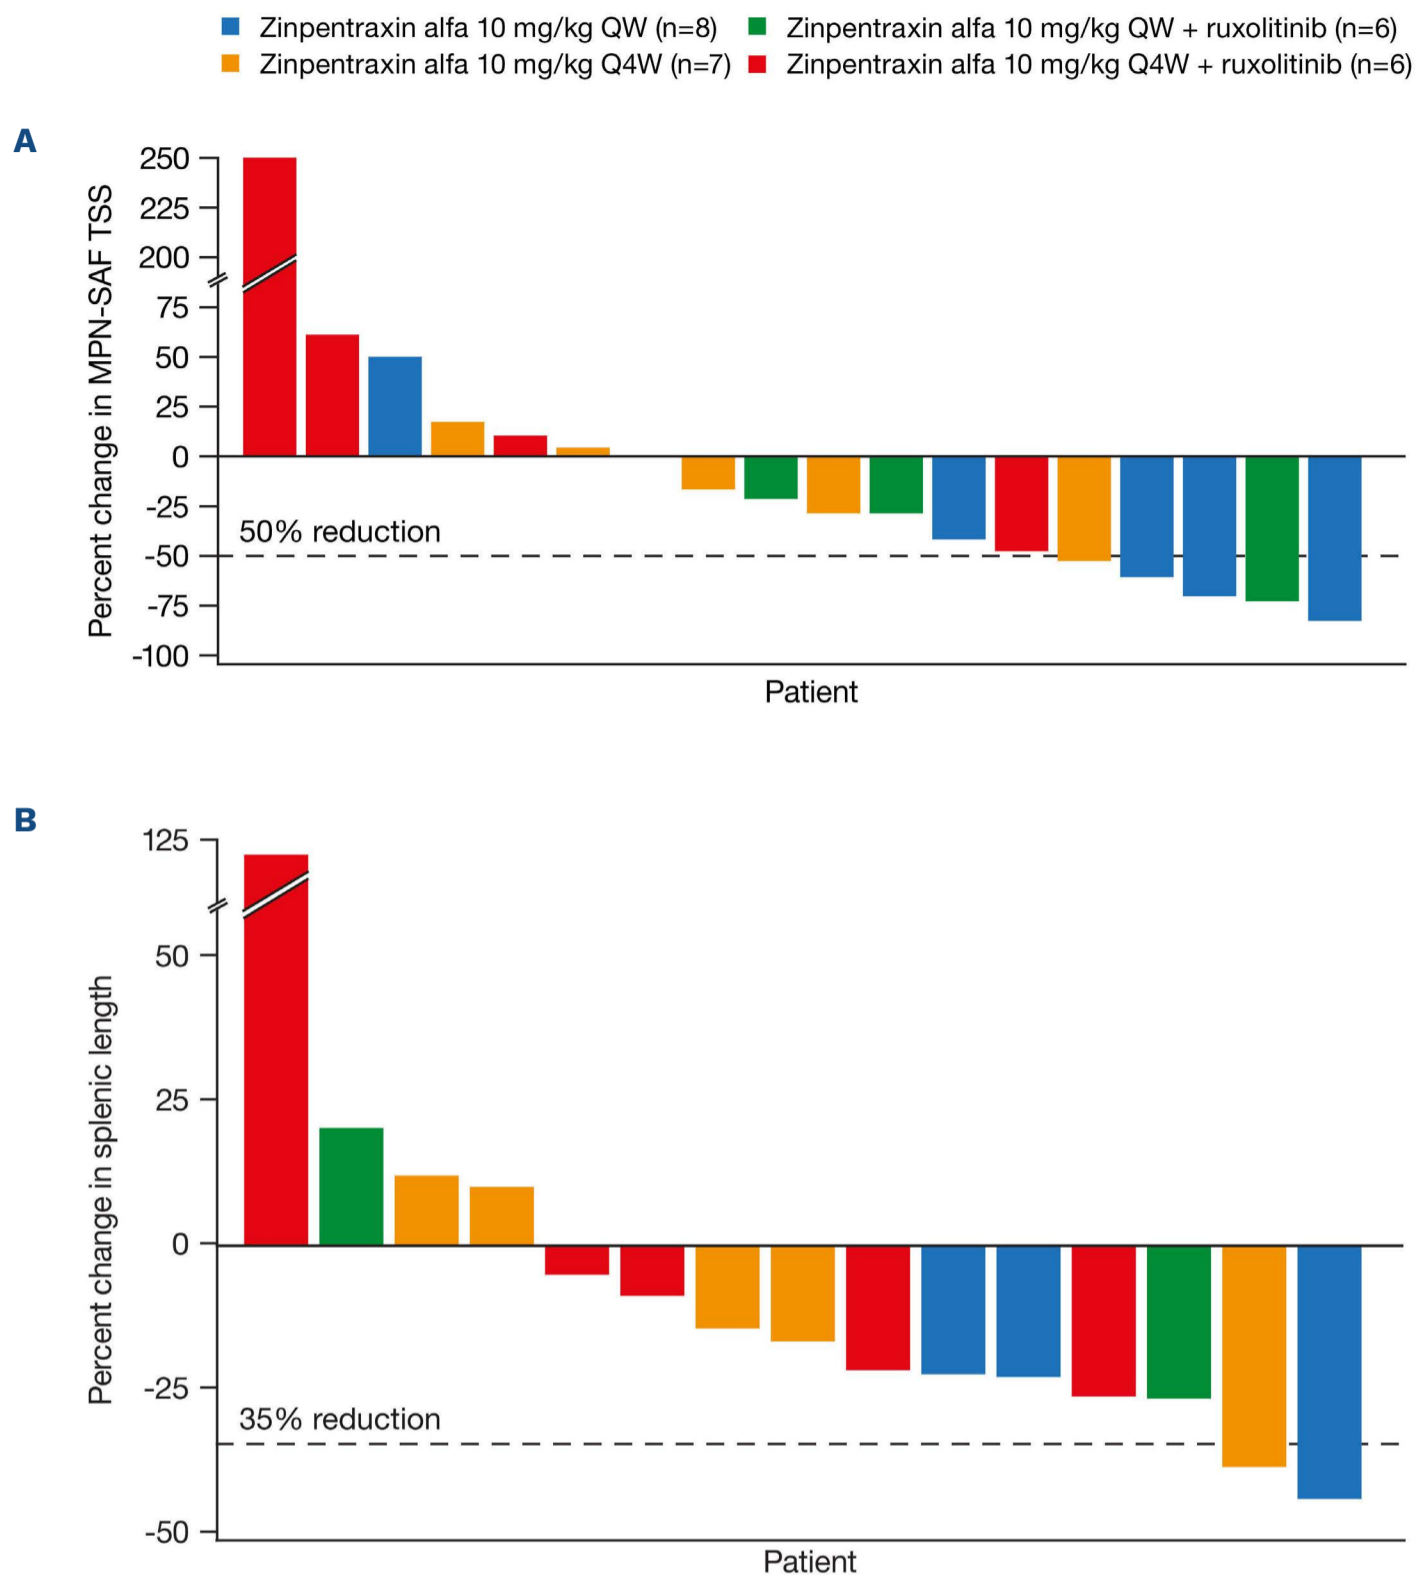 Zinpentraxin alfa 10 mg/kg QW (n=8)
Zinpentraxin alfa 10 mg/kg QW + ruxolitinib (n=6)
Zinpentraxin alfa 10 mg/kg Q4W (n=7)
Zinpentraxin alfa 10 mg/kg Q4W + ruxolitinib (n=6)
A
Percent change in MPN-SAF TSS
250
225
200
75
50
25
0
-25
50% reduction
-50
-75
-100
Patient
B
Percent change in splenic length
125
50
25
0
-25
35% reduction
-50
Patient